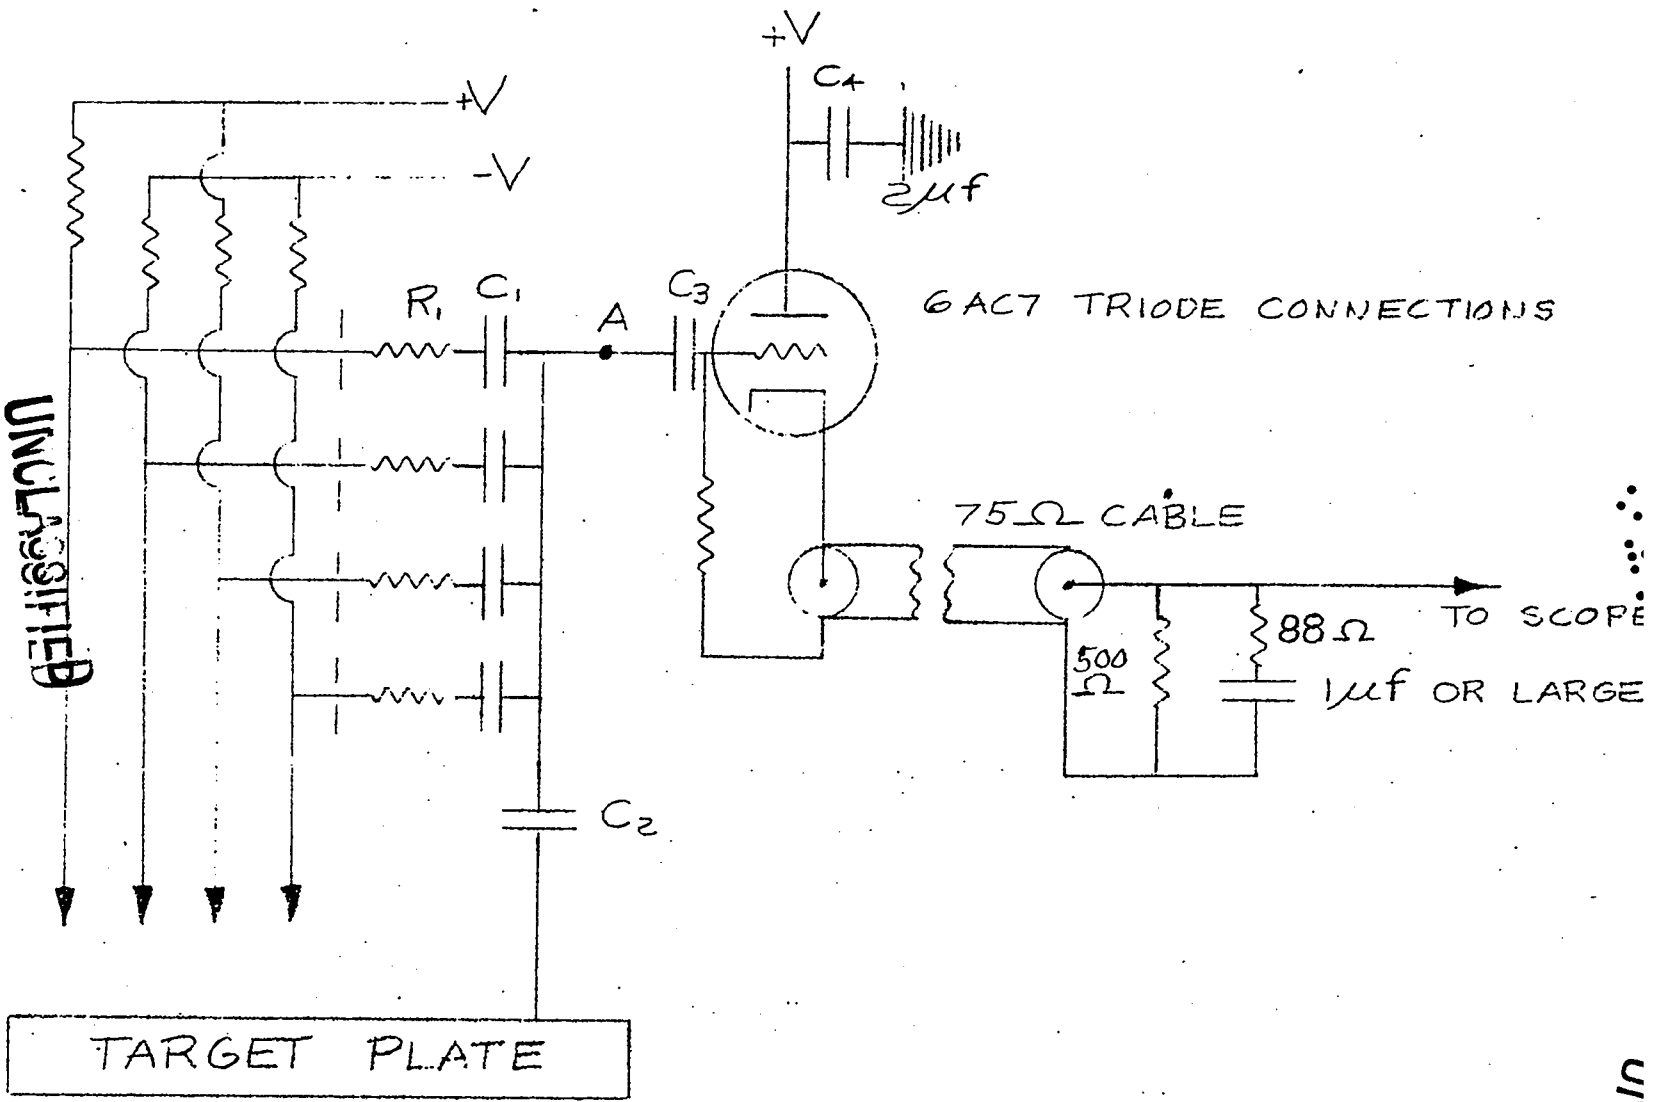 +V
C4
+V
-V
2μf
R1
C1
A
C3
6AC7 TRIODE CONNECTIONS
UNCLASSIFIED
75Ω CABLE
TO SCOPE
88Ω
500
Ω
1μf OR LARGE
C2
TARGET PLATE